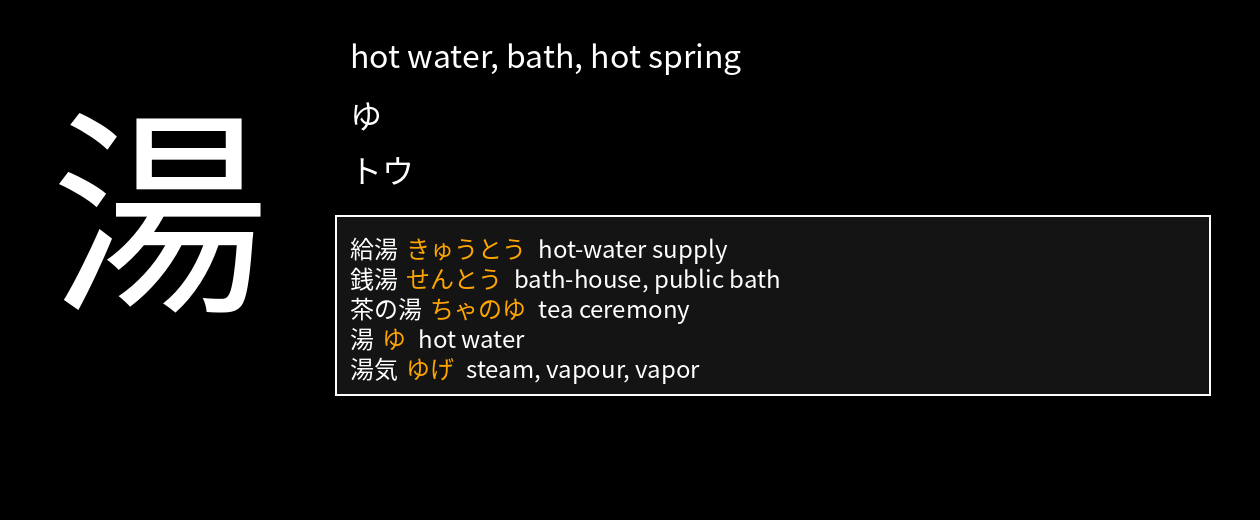 湯
hot water, bath, hot spring
ゆ
トウ
給湯 きゅうとう hot-water supply
銭湯 せんとう bath-house, public bath
茶の湯 ちゃのゆ tea ceremony
湯 ゆ hot water
湯気 ゆげ steam, vapour, vapor